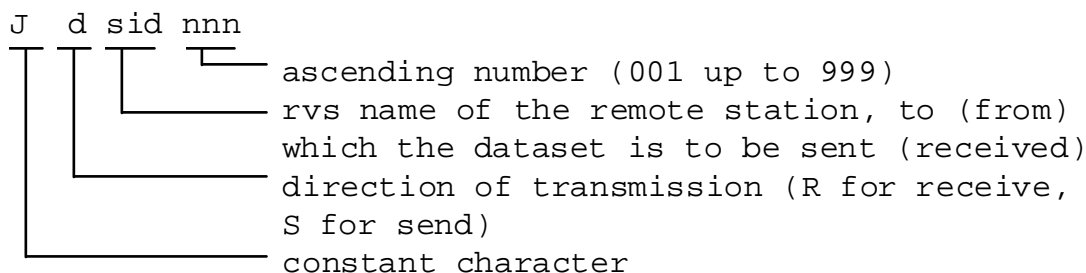 J d sid nnn
ascending number (001 up to 999)
rvs name of the remote station, to (from)
which the dataset is to be sent (received)
direction of transmission (R for receive,
S for send)
constant character